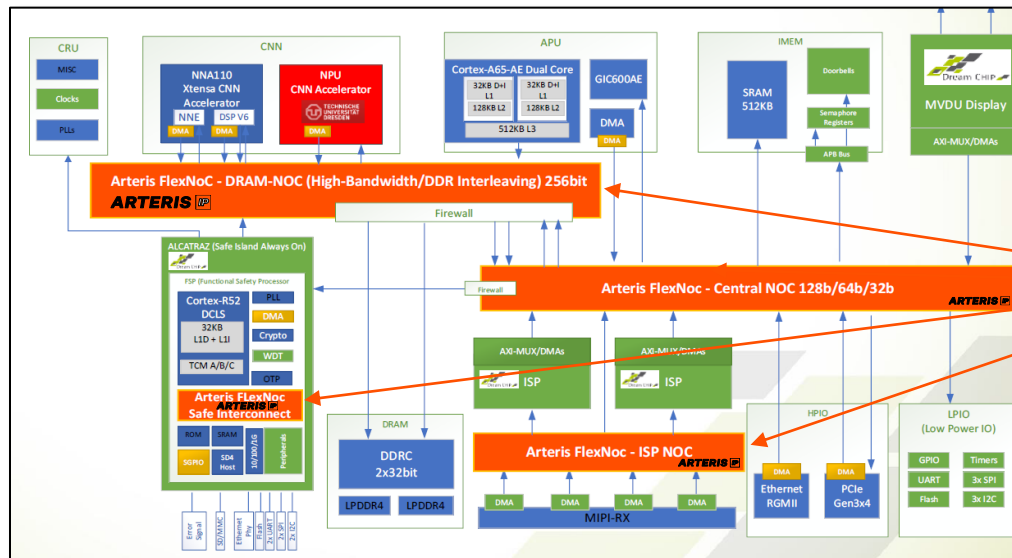 CRU
MISC
Clocks
PLLs
CNN
NNA110
Xtensa CNN
Accelerator
NNE
DSP V6
DMA
DMA
NPU
CNN Accelerator
TECHNISCHE
UNIVERSITÄT
DRESDEN
DMA
APU
Cortex-A65-AE Dual Core
32KB D+I
L1
128KB L2
32KB D+I
L1
128KB L2
512KB L3
GIC600AE
DMA
DMA
IMEM
SRAM
512KB
Doorbells
Semaphore
Registers
APB Bus
Dream CHIP
MVDU Display
AXI-MUX/DMAs
Arteris FlexNoC - DRAM-NOC (High-Bandwidth/DDR Interleaving) 256bit
ARTERIS IP
Firewall
ALCATRAZ (Safe Island Always On)
Dream CHIP
FSP (Functional Safety Processor
Cortex-R52
DCLS
32KB
L1D + L1I
TCM A/B/C
PLL
DMA
Crypto
WDT
OTP
Arteris FLexNoc
ARTERIS IP
Safe Interconnect
ROM
SRAM
SGPIO
SD4
Host
10/100/1G
Peripherals
Error
Signal
SD/MMC
Ethernet
Phy
Flash
2x UART
2x SPI
2x I2C
Firewall
Arteris FlexNoc - Central NOC 128b/64b/32b
ARTERIS IP
AXI-MUX/DMAs
Dream CHIP
ISP
AXI-MUX/DMAs
Dream CHIP
ISP
Arteris FlexNoc - ISP NOC
ARTERIS IP
DMA
DMA
DMA
DMA
MIPI-RX
DRAM
DDRC
2x32bit
LPDDR4
LPDDR4
HPIO
DMA
Ethernet
RGMII
DMA
PCIe
Gen3x4
LPIO
(Low Power IO)
GPIO
Timers
UART
3x SPI
Flash
3x I2C